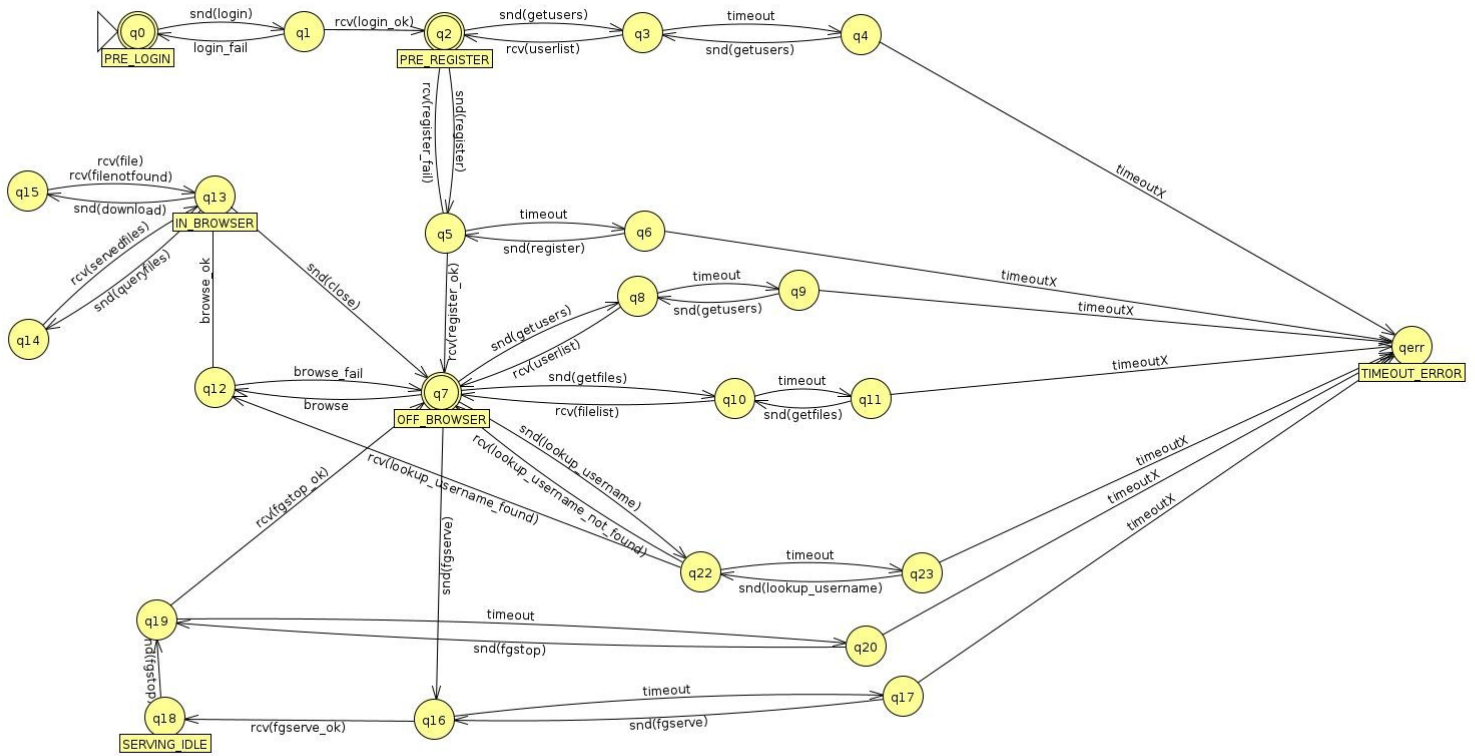 snd(login)
q0
q1
login_fail
PRE_LOGIN
rcv(login_ok)
q2
PRE_REGISTER
snd(getusers)
rcv(userlist)
q3
timeout
snd(getusers)
q4
rcv(register_fail)
snd(register)
timeoutX
rcv(file)
rcv(filenotfound)
q15
snd(download)
q13
IN_BROWSER
rcv(servedfiles)
snd(queryfiles)
q14
browse_ok
snd(close)
q5
timeout
snd(register)
q6
timeoutX
rcv(register_ok)
q8
timeout
snd(getusers)
q9
timeoutX
snd(getusers)
rcv(userlist)
qerr
TIMEOUT_ERROR
q12
browse_fail
browse
q7
OFF_BROWSER
snd(getfiles)
rcv(filelist)
q10
timeout
snd(getfiles)
q11
timeoutX
snd(lookup_username)
rcv(lookup_username_not_found)
rcv(lookup_username_found)
rcv(fgstop_ok)
snd(fgserve)
timeoutX
timeoutX
timeoutX
q22
timeout
snd(lookup_username)
q23
q19
timeout
snd(fgstop)
q20
nd(fgstop)
q18
SERVING_IDLE
rcv(fgserve_ok)
q16
timeout
snd(fgserve)
q17